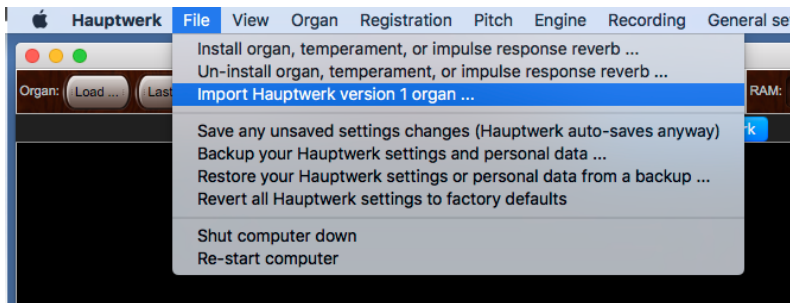 Hauptwerk File View Organ Registration Pitch Engine Recording General se
Install organ, temperament, or impulse response reverb ...
Un-install organ, temperament, or impulse response reverb ...
Organ: Load ... Last
Import Hauptwerk version 1 organ ...
RAM:
Save any unsaved settings changes (Hauptwerk auto-saves anyway)
Backup your Hauptwerk settings and personal data ...
Restore your Hauptwerk settings or personal data from a backup ...
Revert all Hauptwerk settings to factory defaults
Shut computer down
Re-start computer